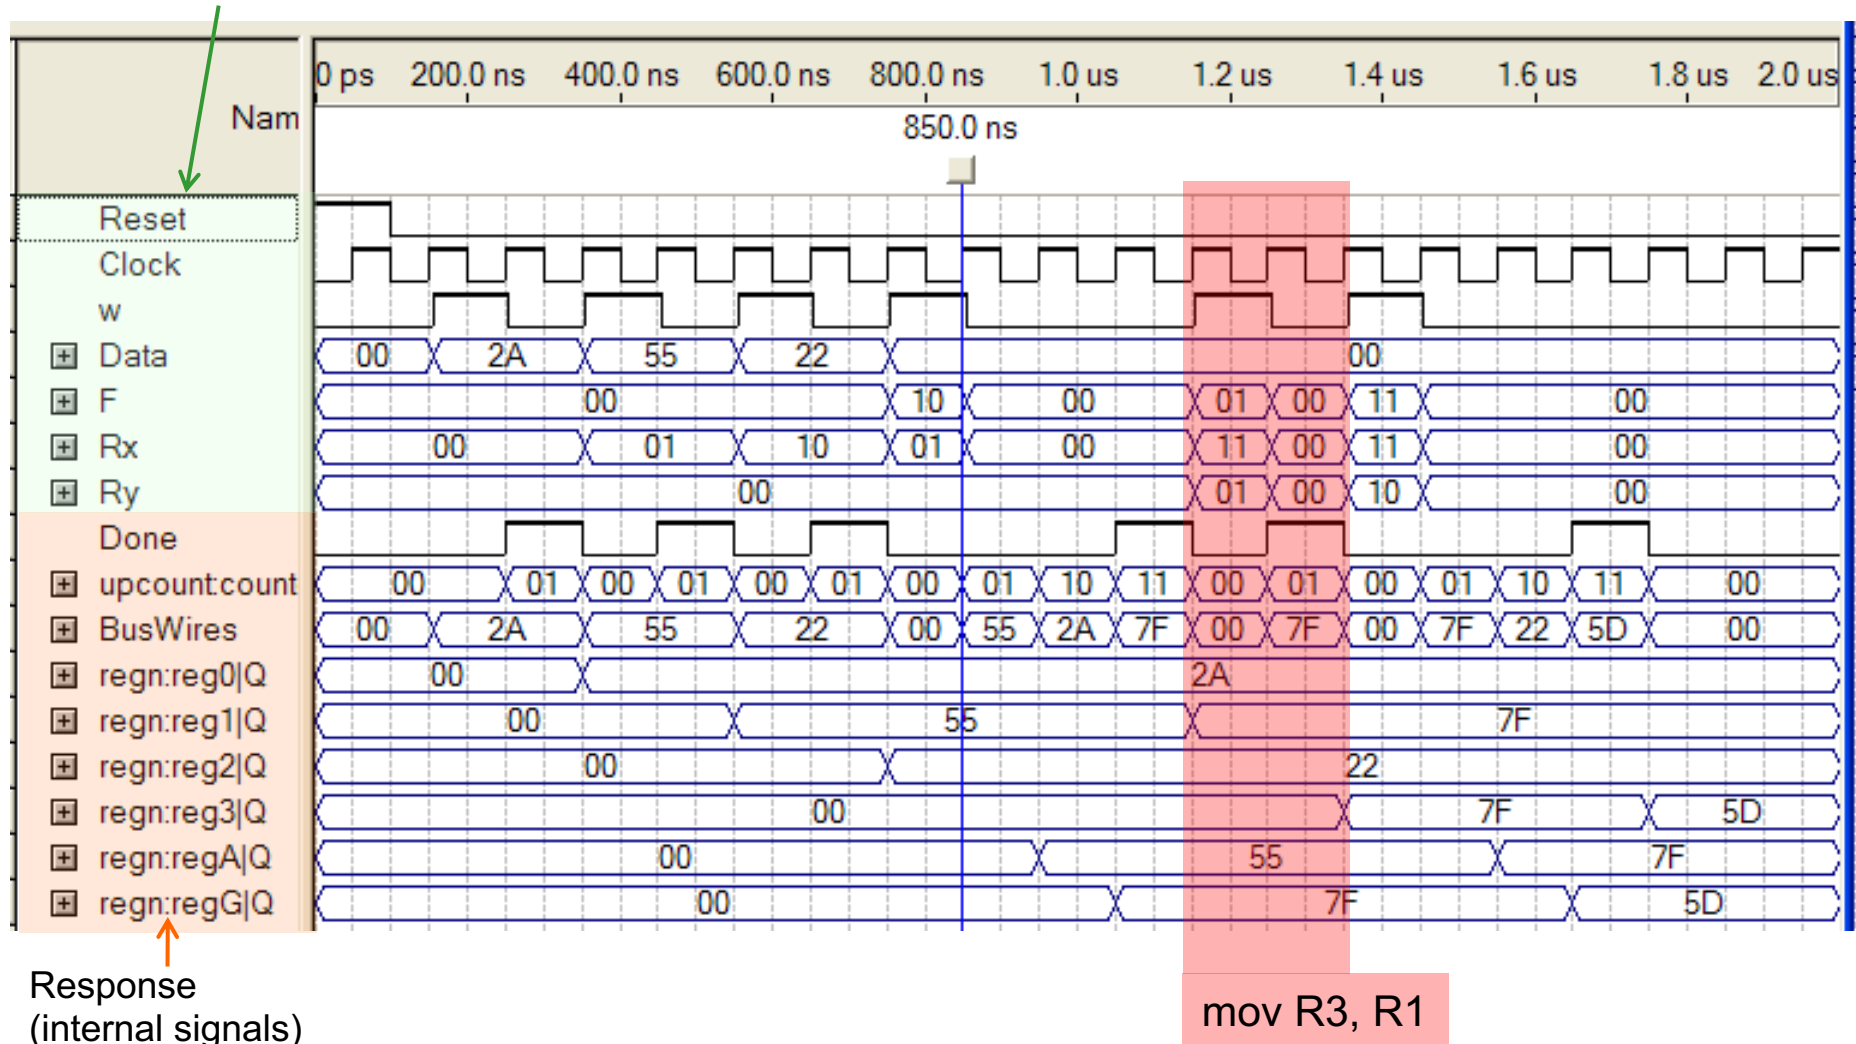 0 ps 200.0 ns 400.0 ns 600.0 ns 800.0 ns 1.0 us 1.2 us 1.4 us 1.6 us 1.8 us 2.0 us
Nam 850.0 ns
Reset
Clock
w
Data 00 2A 55 22 00
F 00 10 00 01 00 11 00
Rx 00 01 10 01 00 11 00 11 00
Ry 00 01 00 10 00
Done
upcount:count 00 01 00 01 00 01 00 01 10 11 00 01 00 01 10 11 00
BusWires 00 2A 55 22 00 55 2A 7F 00 7F 00 7F 22 5D 00
regn:reg0|Q 00 2A
regn:reg1|Q 00 55 7F
regn:reg2|Q 00 22
regn:reg3|Q 00 7F 5D
regn:regA|Q 00 55 7F
regn:regG|Q 00 7F 5D
Response
(internal signals)
mov R3, R1